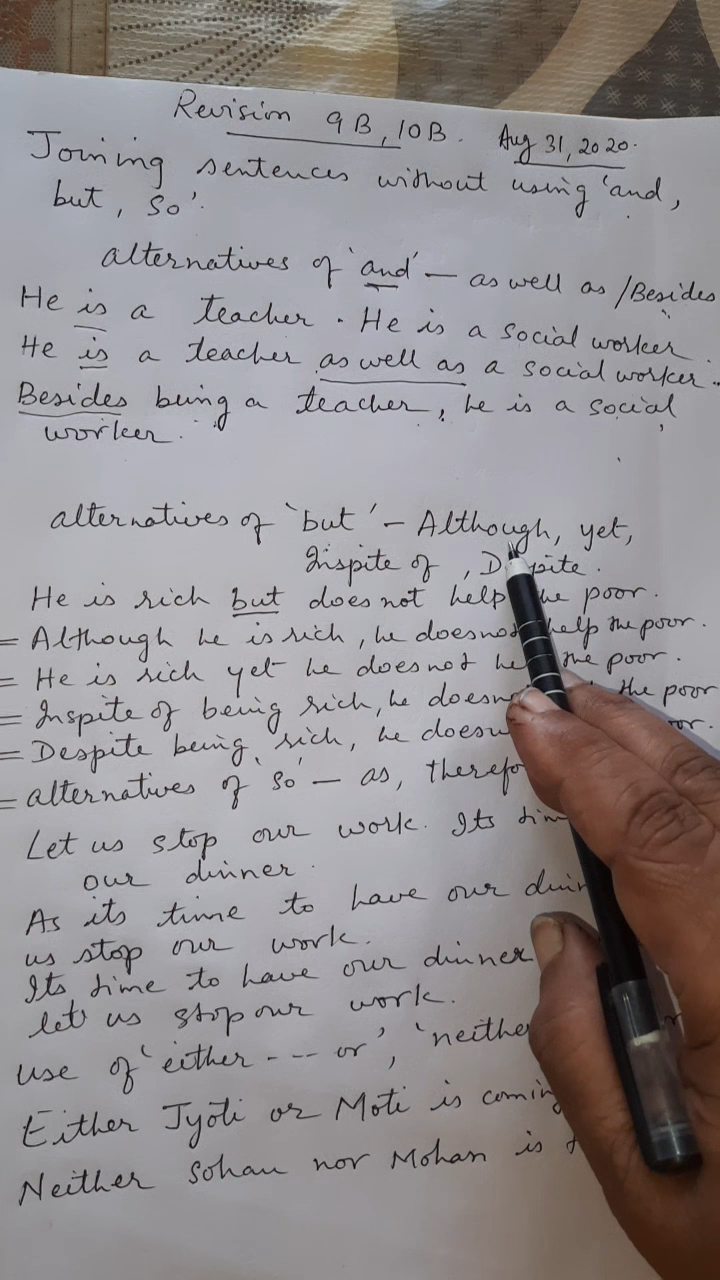 Revision 9B, 10B. Aug 31, 2020.
Joining sentences without using 'and,
but, so'.
alternatives of 'and' - as well as / Besides
He is a teacher. He is a social worker.
He is a teacher as well as a social worker.
Besides being a teacher, he is a social
worker.
alternatives of 'but' - Although, yet,
Inspite of, Despite.
He is rich but does not help the poor.
= Although he is rich, he does not help the poor.
= He is rich yet he does not the poor.
= Inspite of being rich, he the poor
= Despite being rich, he
= alternatives of 'so' - as,
Let us stop our work. Its
our dinner.
As its time to have our
us stop our work.
Its time to have our dinner
let us stop our work.
use of 'either --- or',
Either Jyoti or Moti is
Neither Sohan nor Mohan is